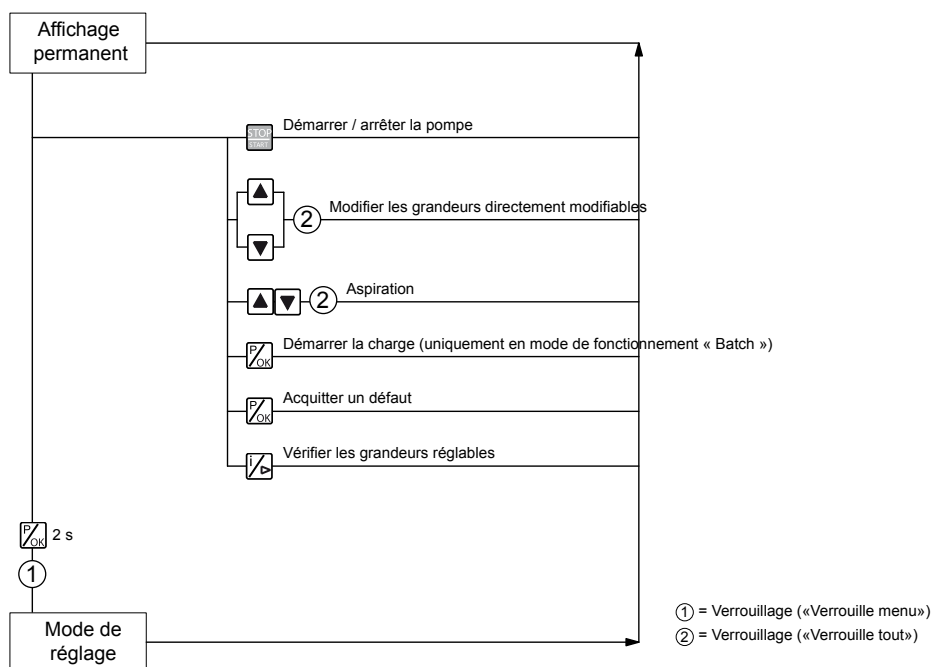 Affichage
permanent
STOP
START
Démarrer / arrêter la pompe
2
Modifier les grandeurs directement modifiables
2
Aspiration
P/OK
Démarrer la charge (uniquement en mode de fonctionnement « Batch »)
P/OK
Acquitter un défaut
i/
Vérifier les grandeurs réglables
P/OK
2 s
1
Mode de
réglage
1 = Verrouillage («Verrouille menu»)
2 = Verrouillage («Verrouille tout»)